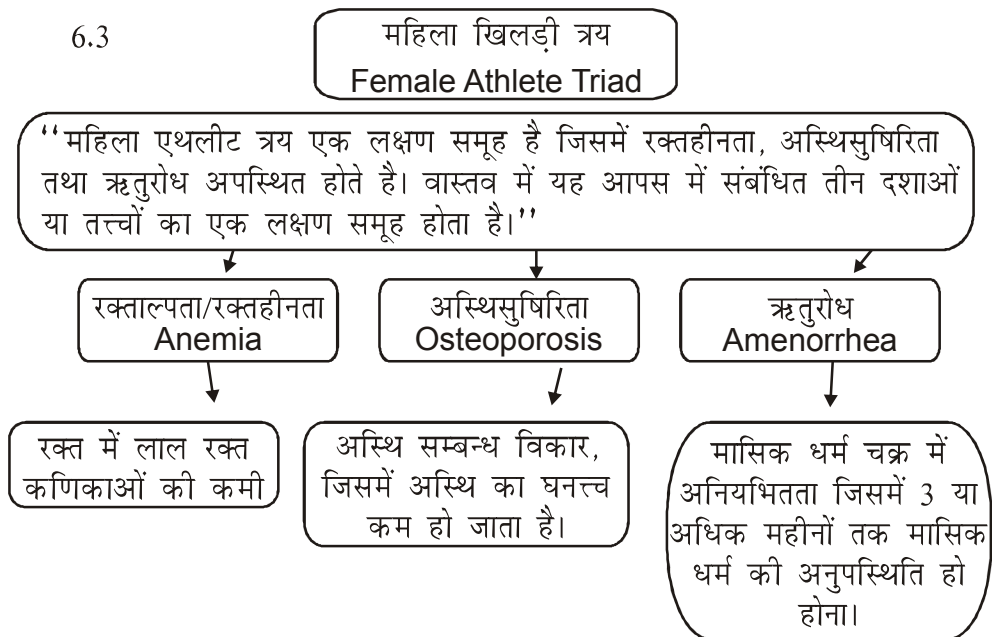 6.3
महिला खिलड़ी त्रय
Female Athlete Triad
‘‘महिला एथलीट त्रय एक लक्षण समूह है जिसमें रक्तहीनता, अस्थिसुषिरिता
तथा ऋतुरोध अपस्थित होते है। वास्तव में यह आपस में संबंधित तीन दशाओं
या तत्त्वों का एक लक्षण समूह होता है।’’
रक्ताल्पता/रक्तहीनता
Anemia
अस्थिसुषिरिता
Osteoporosis
ऋतुरोध
Amenorrhea
रक्त में लाल रक्त
कणिकाओं की कमी
अस्थि सम्बन्ध विकार,
जिसमें अस्थि का घनत्त्व
कम हो जाता है।
मासिक धर्म चक्र में
अनियभितता जिसमें 3 या
अधिक महीनों तक मासिक
धर्म की अनुपस्थिति हो
होना।